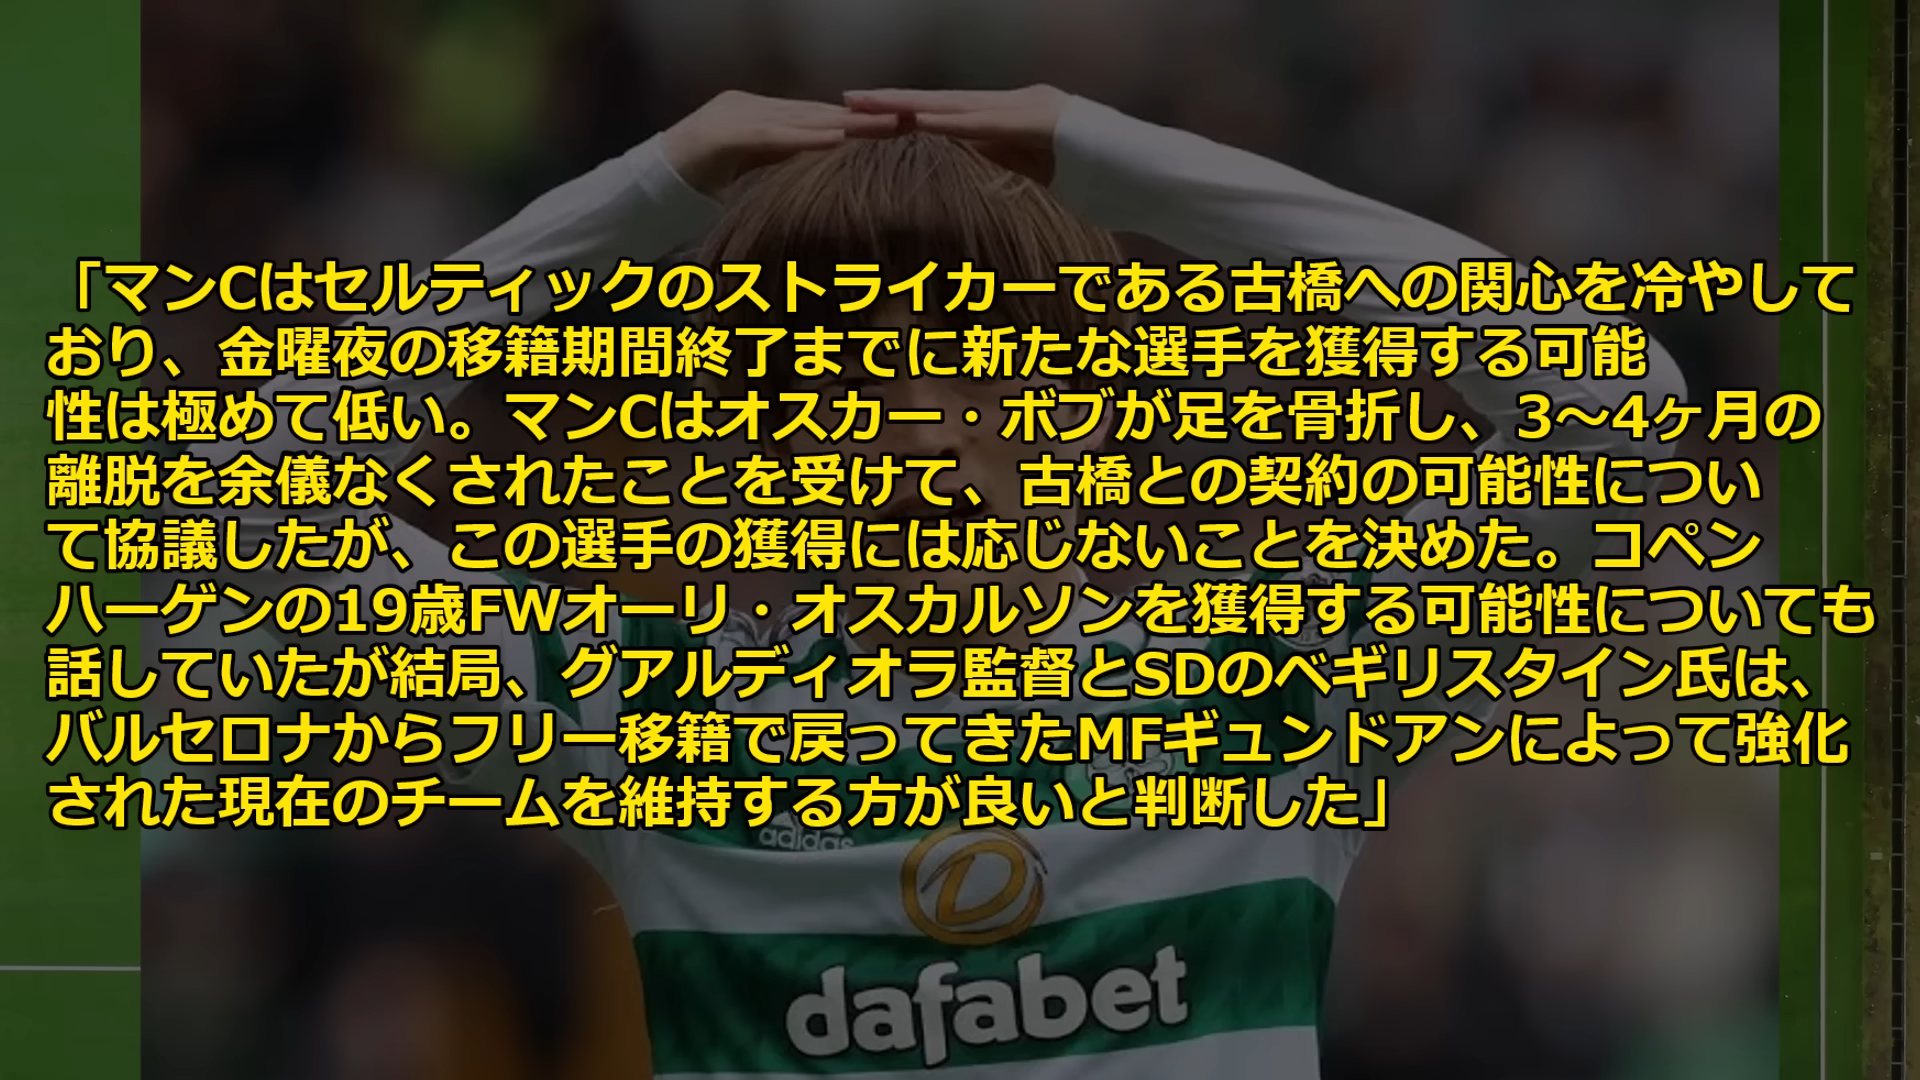 「マンCはセルティックのストライカーである古橋への関心を冷やして
おり、金曜夜の移籍期間終了までに新たな選手を獲得する可能
性は極めて低い。マンCはオスカー・ボブが足を骨折し、3～4ヶ月の
離脱を余儀なくされたことを受けて、古橋との契約の可能性につい
て協議したが、この選手の獲得には応じないことを決めた。コペン
ハーゲンの19歳FWオーリ・オスカルソンを獲得する可能性についても
話していたが結局、グアルディオラ監督とSDのベギリスタイン氏は、
バルセロナからフリー移籍で戻ってきたMFギュンドアンによって強化
された現在のチームを維持する方が良いと判断した」
adidas
D
dafabet